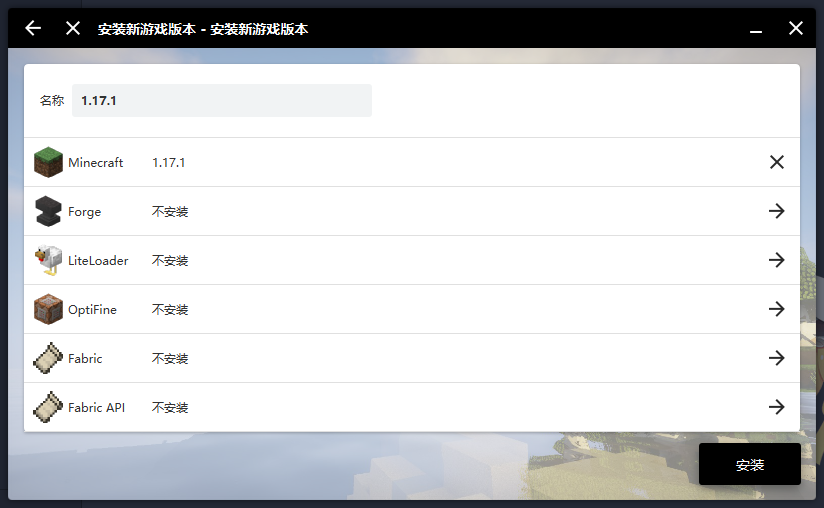 安装新游戏版本 - 安装新游戏版本
名称 1.17.1
Minecraft 1.17.1
Forge 不安装
LiteLoader 不安装
OptiFine 不安装
Fabric 不安装
Fabric API 不安装
安装